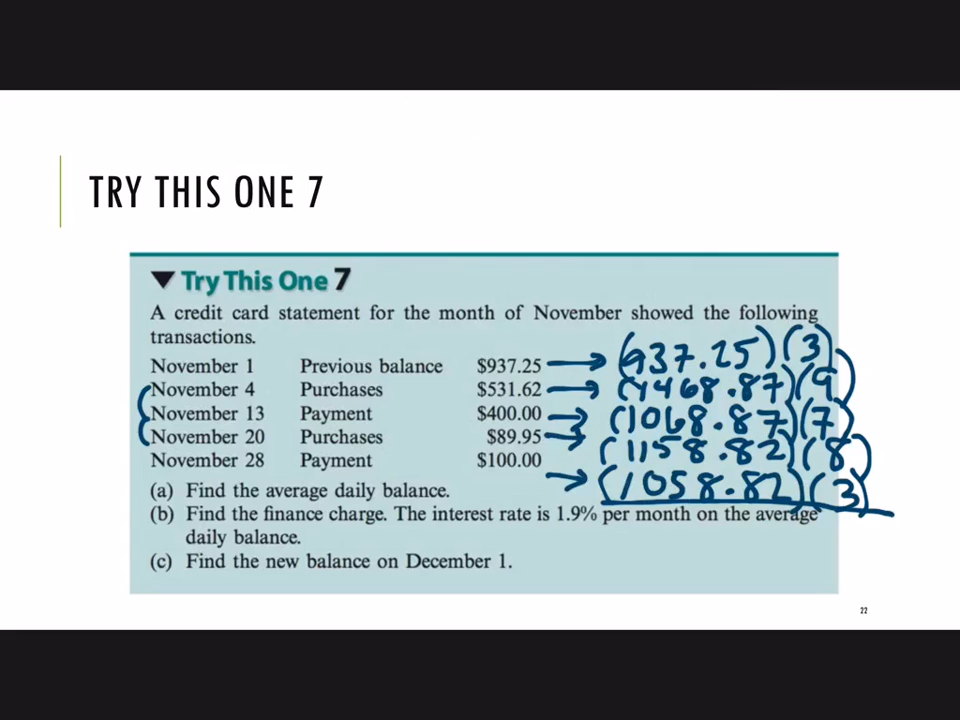 TRY THIS ONE 7
▼ Try This One 7
A credit card statement for the month of November showed the following
transactions.
November 1 Previous balance $937.25 → (937.25)(3)
November 4 Purchases $531.62 → (1468.87)(9)
November 13 Payment $400.00 → (1068.87)(7)
November 20 Purchases $89.95 → (1158.82)(8)
November 28 Payment $100.00 → (1058.82)(3)
(a) Find the average daily balance.
(b) Find the finance charge. The interest rate is 1.9% per month on the average
daily balance.
(c) Find the new balance on December 1.
22